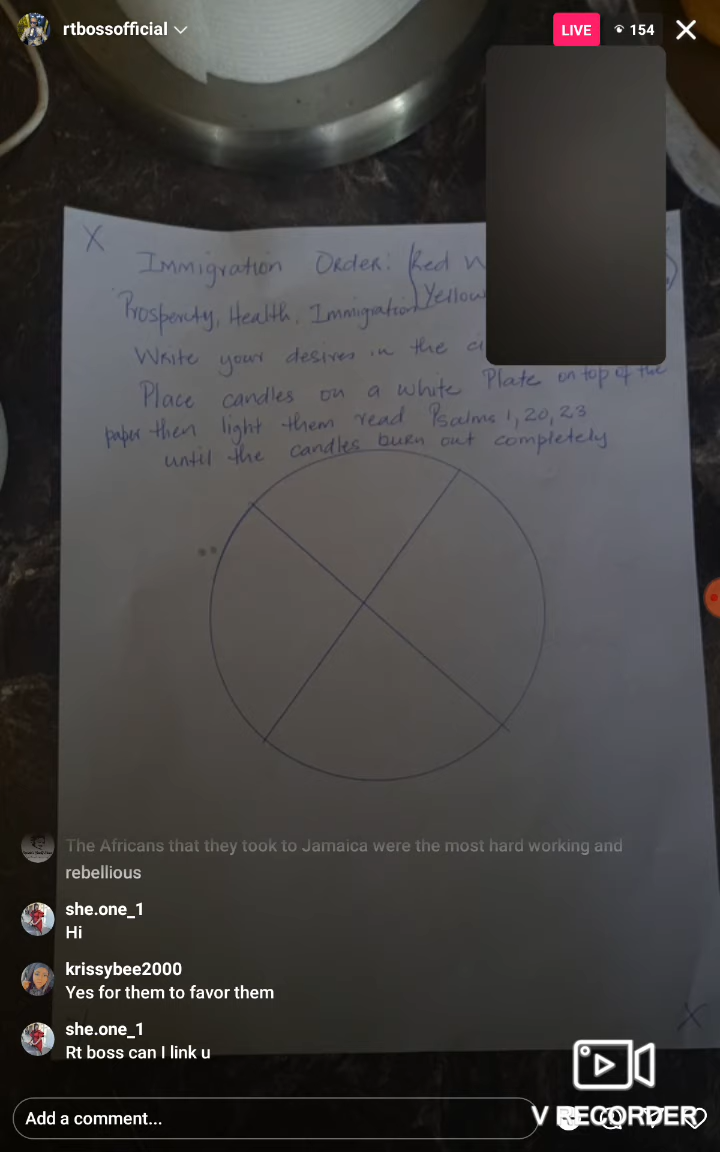 rtbossofficial
LIVE
154
X
Immigration Order: (Red
Prosperity, Health, Immigration (Yellow
Write your desires in the
Place candles on a white Plate on top of the
paper then light them read Psalms 1, 20, 23
until the candles burn out completely
The Africans that they took to Jamaica were the most hard working and
rebellious
she.one_1
Hi
krissybee2000
Yes for them to favor them
she.one_1
Rt boss can I link u
X
Add a comment...
V RECORDER